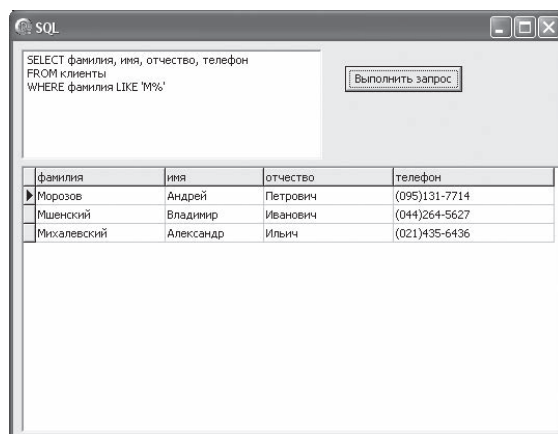 SQL
SELECT фамилия, имя, отчество, телефон
FROM клиенты
WHERE фамилия LIKE 'М%'
Выполнить запрос
фамилия имя отчество телефон
Морозов Андрей Петрович (095)131-7714
Мшенский Владимир Иванович (044)264-5627
Михалевский Александр Ильич (021)435-6436